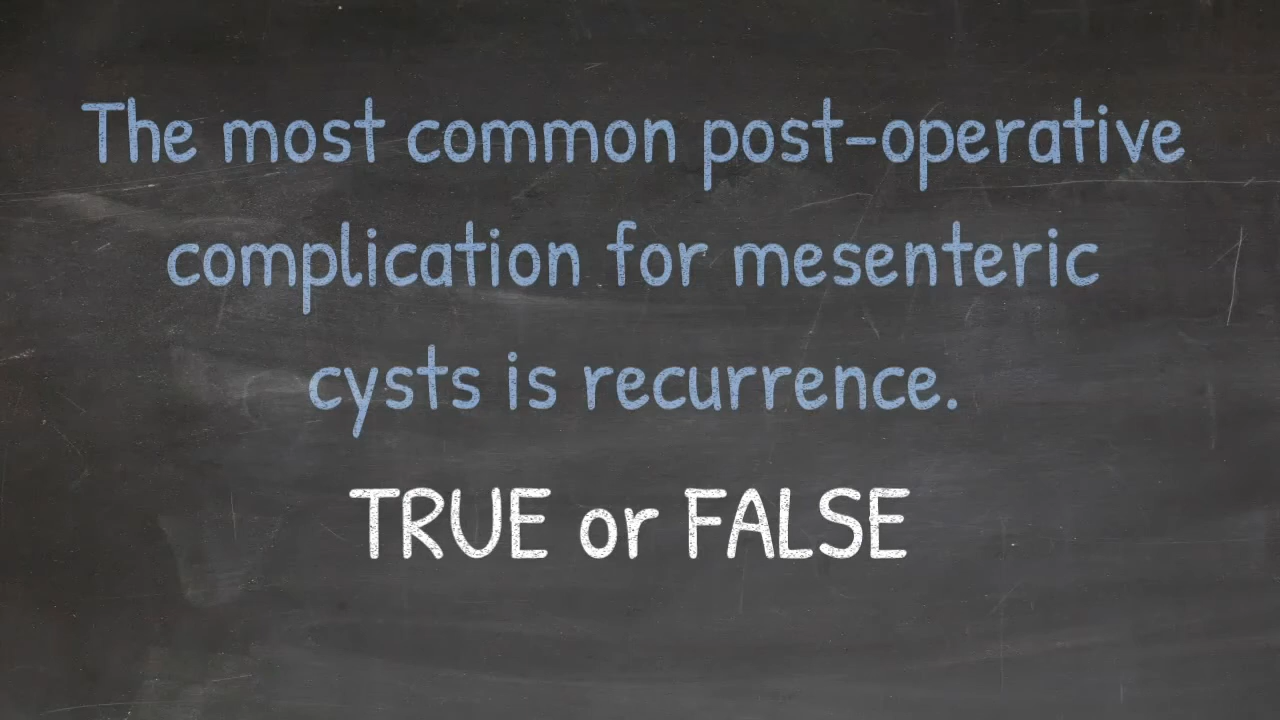 The most common post-operative
complication for mesenteric
cysts is recurrence.
TRUE or FALSE